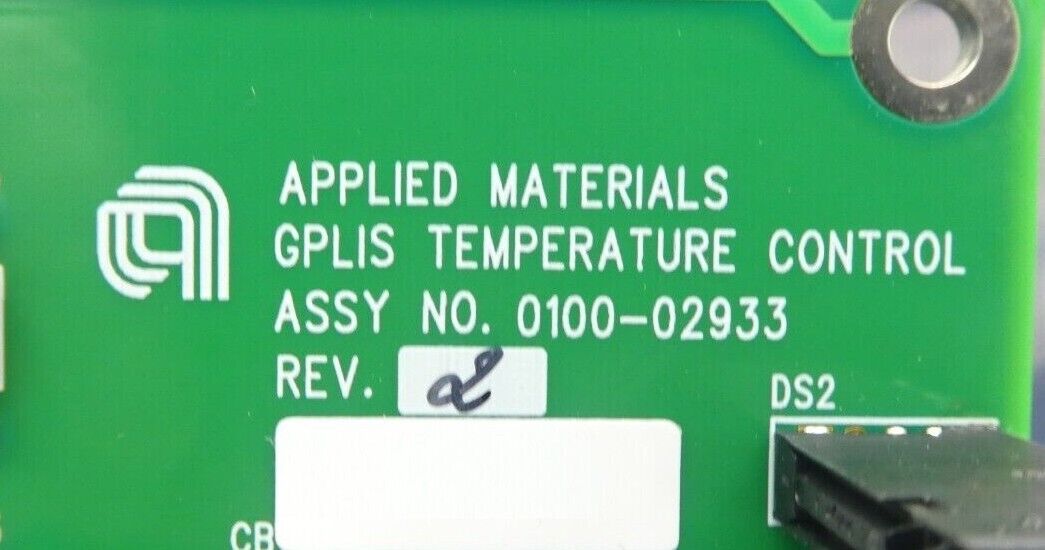 APPLIED MATERIALS
GPLIS TEMPERATURE CONTROL
ASSY NO. 0100-02933
REV. 2
DS2
CB